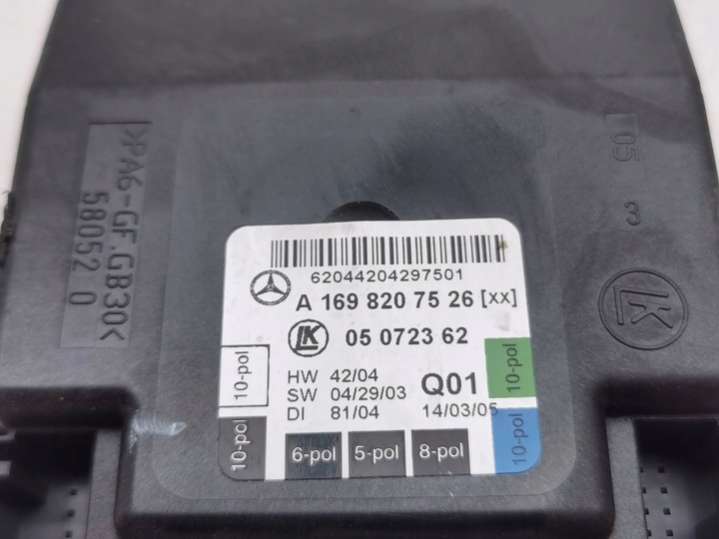 >PA6-GF.GB30<
58052 0
05
3
LK
62044204297501
A 169 820 75 26 [xx]
LK 05 0723 62
HW 42/04
SW 04/29/03
DI 81/04
Q01
14/03/05
10-pol
10-pol
10-pol
10-pol
6-pol 5-pol 8-pol